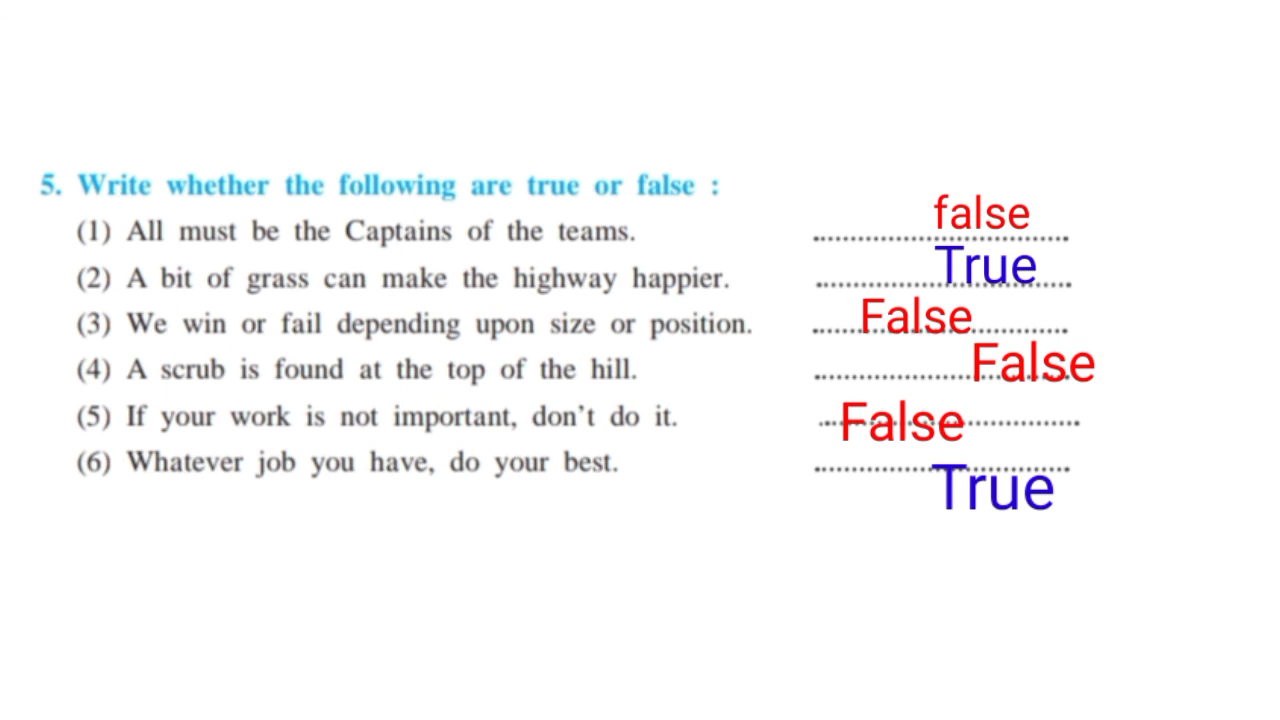 5. Write whether the following are true or false :
(1) All must be the Captains of the teams. false
(2) A bit of grass can make the highway happier. True
(3) We win or fail depending upon size or position. False
(4) A scrub is found at the top of the hill. False
(5) If your work is not important, don't do it. False
(6) Whatever job you have, do your best. True